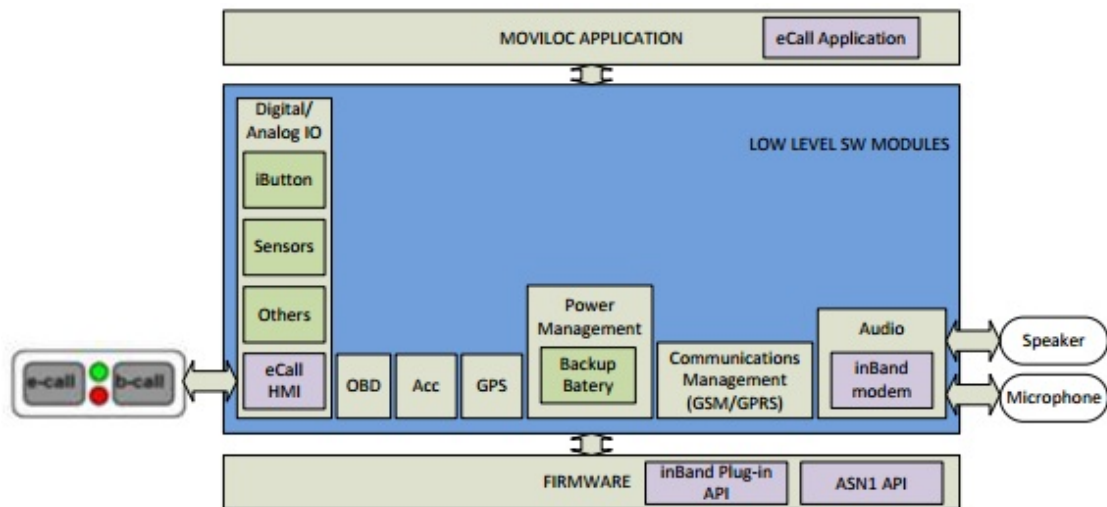 MOVILOC APPLICATION
eCall Application
Digital/
Analog IO
LOW LEVEL SW MODULES
iButton
Sensors
Others
eCall
HMI
e-call
b-call
OBD
Acc
GPS
Power
Management
Backup
Batery
Communications
Management
(GSM/GPRS)
Audio
inBand
modem
Speaker
Microphone
FIRMWARE
inBand Plug-in
API
ASN1 API